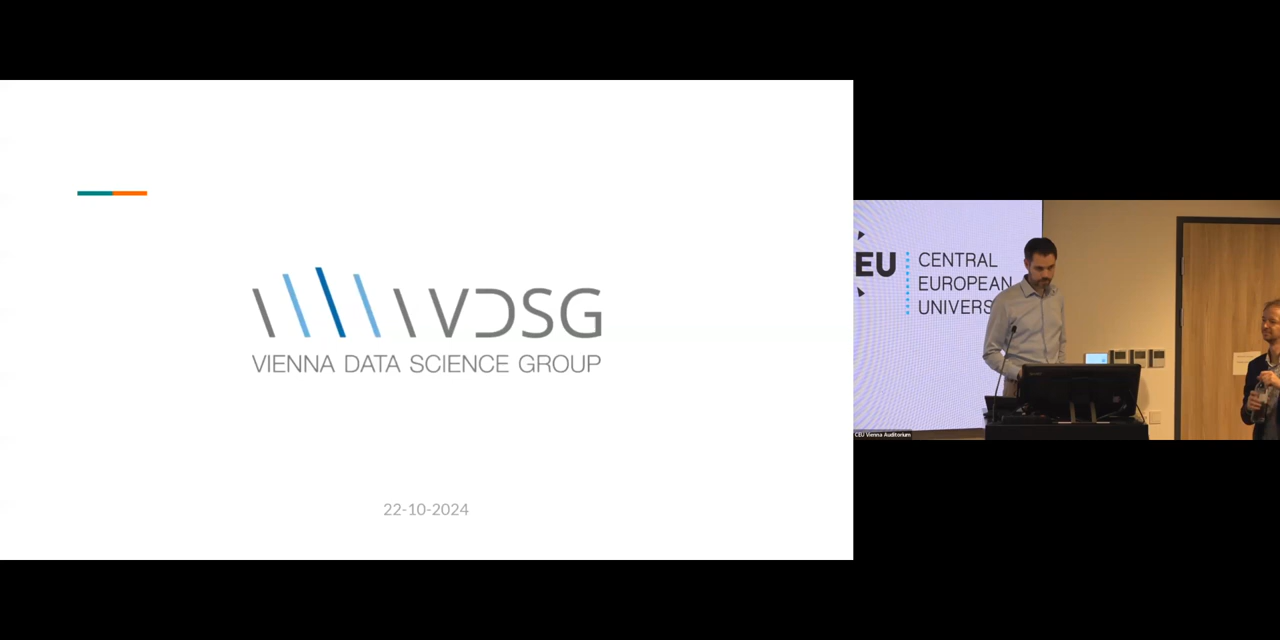 VDSG
VIENNA DATA SCIENCE GROUP
22-10-2024
EU
CENTRAL
EUROPEAN
UNIVERS
CEU Vienna Auditorium